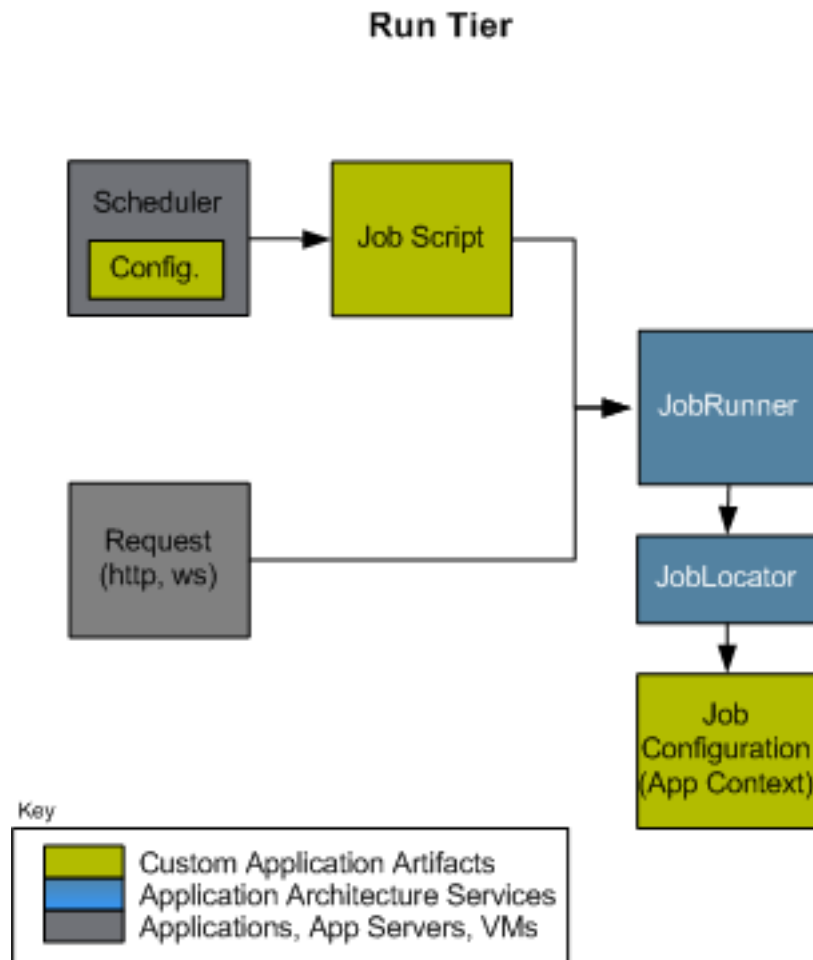 Run Tier
Scheduler
Config.
Job Script
JobRunner
Request
(http, ws)
JobLocator
Job
Configuration
(App Context)
Key
Custom Application Artifacts
Application Architecture Services
Applications, App Servers, VMs